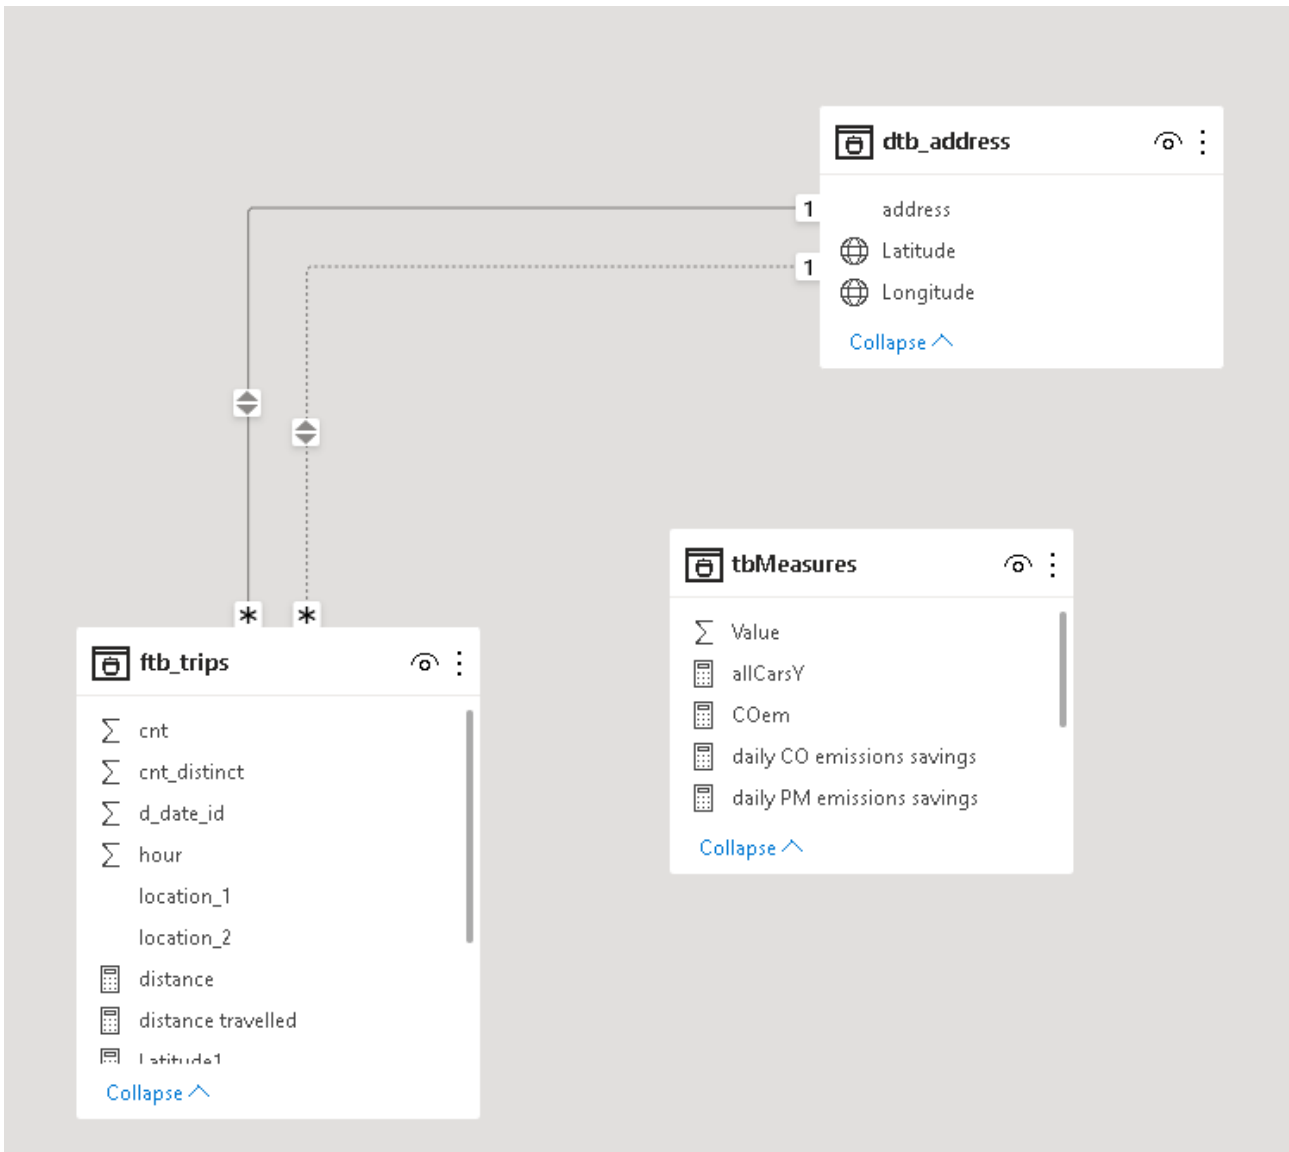 dtb_address
1
address
1
Latitude
Longitude
Collapse
tbMeasures
Value
allCarsY
COem
daily CO emissions savings
daily PM emissions savings
Collapse
* *
ftb_trips
cnt
cnt_distinct
d_date_id
hour
location_1
location_2
distance
distance travelled
Latitude1
Collapse